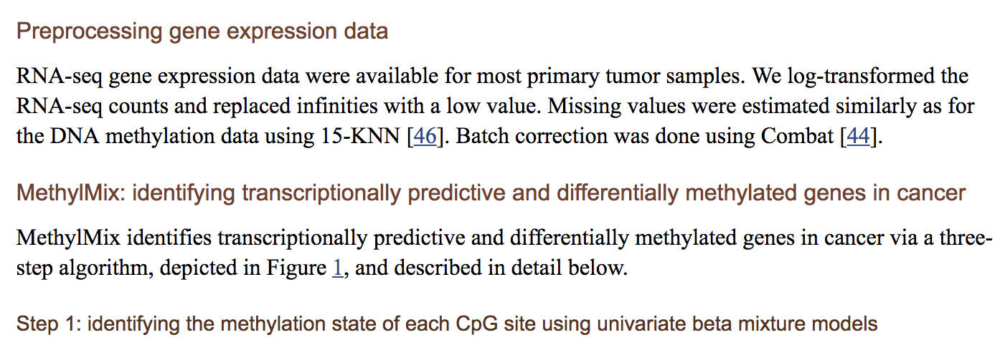 Preprocessing gene expression data
RNA-seq gene expression data were available for most primary tumor samples. We log-transformed the
RNA-seq counts and replaced infinities with a low value. Missing values were estimated similarly as for
the DNA methylation data using 15-KNN [46]. Batch correction was done using Combat [44].
MethylMix: identifying transcriptionally predictive and differentially methylated genes in cancer
MethylMix identifies transcriptionally predictive and differentially methylated genes in cancer via a three-
step algorithm, depicted in Figure 1, and described in detail below.
Step 1: identifying the methylation state of each CpG site using univariate beta mixture models